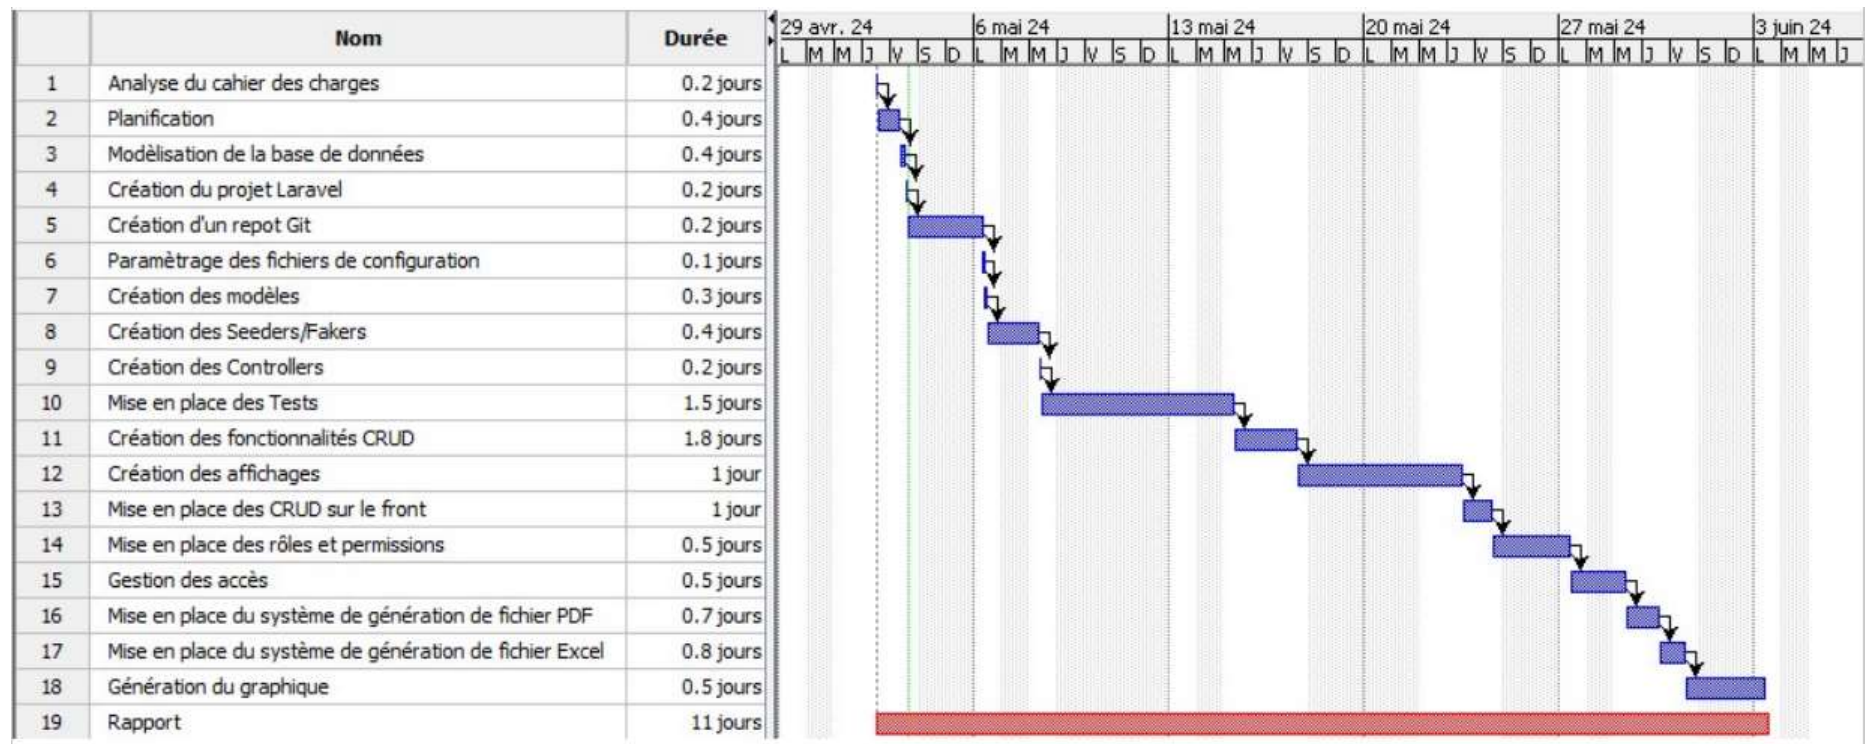 Nom Durée 29 avr. 24 6 mai 24 13 mai 24 20 mai 24 27 mai 24 3 juin 24
L M M J V S D L M M J V S D L M M J V S D L M M J V S D L M M J V S D L M M J
1 Analyse du cahier des charges 0.2 jours
2 Planification 0.4 jours
3 Modèlisation de la base de données 0.4 jours
4 Création du projet Laravel 0.2 jours
5 Création d'un repot Git 0.2 jours
6 Paramètrage des fichiers de configuration 0.1 jours
7 Création des modèles 0.3 jours
8 Création des Seeders/Fakers 0.4 jours
9 Création des Controllers 0.2 jours
10 Mise en place des Tests 1.5 jours
11 Création des fonctionnalités CRUD 1.8 jours
12 Création des affichages 1 jour
13 Mise en place des CRUD sur le front 1 jour
14 Mise en place des rôles et permissions 0.5 jours
15 Gestion des accès 0.5 jours
16 Mise en place du système de génération de fichier PDF 0.7 jours
17 Mise en place du système de génération de fichier Excel 0.8 jours
18 Génération du graphique 0.5 jours
19 Rapport 11 jours